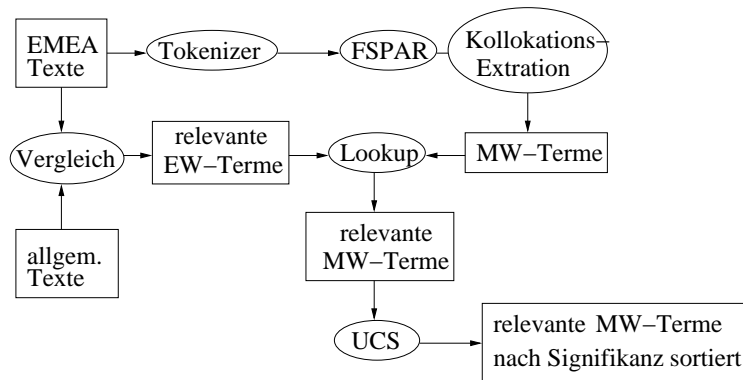 EMEA
Texte
Tokenizer
FSPAR
Kollokations–
Extration
Vergleich
relevante
EW–Terme
Lookup
MW–Terme
allgem.
Texte
relevante
MW–Terme
UCS
relevante MW–Terme
nach Signifikanz sortiert